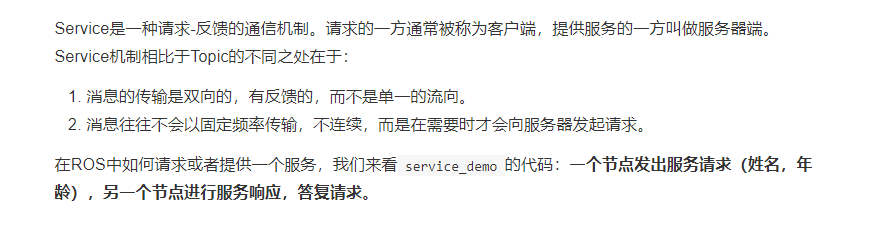 Service是一种请求-反馈的通信机制。请求的一方通常被称为客户端，提供服务的一方叫做服务器端。
Service机制相比于Topic的不同之处在于：
1. 消息的传输是双向的，有反馈的，而不是单一的流向。
2. 消息往往不会以固定频率传输，不连续，而是在需要时才会向服务器发起请求。
在ROS中如何请求或者提供一个服务，我们来看 service_demo 的代码：一个节点发出服务请求（姓名，年
龄），另一个节点进行服务响应，答复请求。